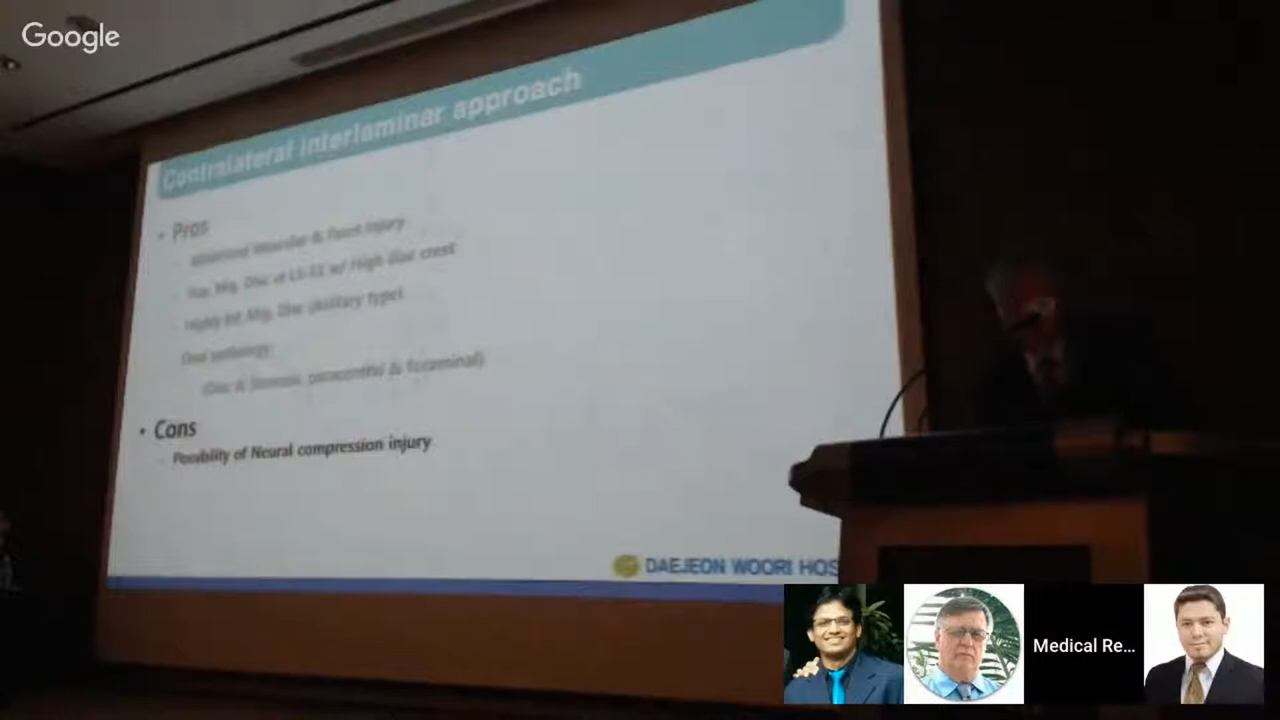 Google
Contralateral interlaminar approach
• Pros
Muscular & Facet Injury
Mig. Disc at L5-S1 w/ High iliac crest
Highly Inf. Mig. Disc (Axillary type)
Dual pathology:
(Disc & Stenosis, paracentral & foraminal)
• Cons
Possibility of Neural compression injury
DAEJEON WOORI HOS
Medical Re...